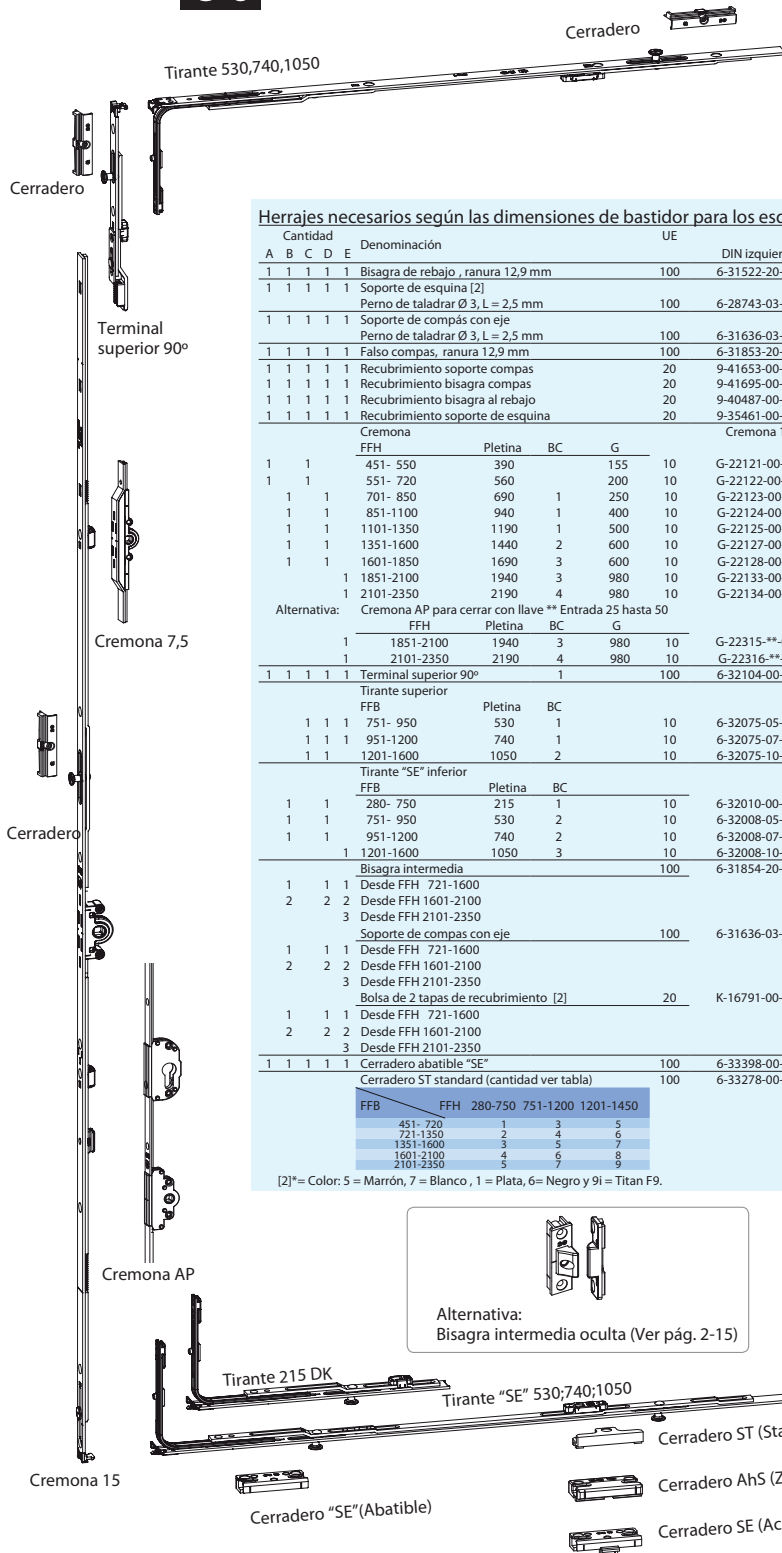 Cerradero
Tirante 530,740,1050
Cerradero
Terminal
superior 90º
Herrajes necesarios según las dimensiones de bastidor para los esc
Cantidad
A B C D E Denominación UE DIN izquier
1 1 1 1 1 Bisagra de rebajo , ranura 12,9 mm 100 6-31522-20-
1 1 1 1 1 Soporte de esquina [2]
Perno de taladrar Ø 3, L = 2,5 mm 100 6-28743-03-
1 1 1 1 1 Soporte de compás con eje
Perno de taladrar Ø 3, L = 2,5 mm 100 6-31636-03-
1 1 1 1 1 Falso compas, ranura 12,9 mm 100 6-31853-20-
1 1 1 1 1 Recubrimiento soporte compas 20 9-41653-00-
1 1 1 1 1 Recubrimiento bisagra compas 20 9-41695-00-
1 1 1 1 1 Recubrimiento bisagra al rebajo 20 9-40487-00-
1 1 1 1 1 Recubrimiento soporte de esquina 20 9-35461-00-
Cremona Cremona 1
FFH Pletina BC G
1 1 451- 550 390 155 10 G-22121-00-
1 1 551- 720 560 200 10 G-22122-00-
1 1 701- 850 690 1 250 10 G-22123-00
1 1 851-1100 940 1 400 10 G-22124-00
1 1 1101-1350 1190 1 500 10 G-22125-00
1 1 1351-1600 1440 2 600 10 G-22127-00
1 1 1601-1850 1690 3 600 10 G-22128-00
1 1851-2100 1940 3 980 10 G-22133-00
1 2101-2350 2190 4 980 10 G-22134-00
Alternativa: Cremona AP para cerrar con llave ** Entrada 25 hasta 50
FFH Pletina BC G
1 1851-2100 1940 3 980 10 G-22315-**-
1 2101-2350 2190 4 980 10 G-22316-**-
1 1 1 1 1 Terminal superior 90º 1 100 6-32104-00-
Tirante superior
FFB Pletina BC
1 1 1 751- 950 530 1 10 6-32075-05-
1 1 1 951-1200 740 1 10 6-32075-07-
1 1 1201-1600 1050 2 10 6-32075-10-
Tirante “SE” inferior
FFB Pletina BC
1 1 280- 750 215 1 10 6-32010-00-
1 1 751- 950 530 2 10 6-32008-05-
1 1 951-1200 740 2 10 6-32008-07-
1 1201-1600 1050 3 10 6-32008-10-
Bisagra intermedia 100 6-31854-20-
1 1 1 Desde FFH 721-1600
2 2 2 Desde FFH 1601-2100
3 Desde FFH 2101-2350
Soporte de compas con eje 100 6-31636-03-
1 1 1 Desde FFH 721-1600
2 2 2 Desde FFH 1601-2100
3 Desde FFH 2101-2350
Bolsa de 2 tapas de recubrimiento [2] 20 K-16791-00-
1 1 1 Desde FFH 721-1600
2 2 2 Desde FFH 1601-2100
3 Desde FFH 2101-2350
1 1 1 1 1 Cerradero abatible “SE” 100 6-33398-00-
Cerradero ST standard (cantidad ver tabla) 100 6-33278-00-
FFB FFH 280-750 751-1200 1201-1450
451- 720 1 3 5
721-1350 2 4 6
1351-1600 3 5 7
1601-2100 4 6 8
2101-2350 5 7 9
[2]*= Color: 5 = Marrón, 7 = Blanco , 1 = Plata, 6= Negro y 9i = Titan F9.
Cremona 7,5
Cerradero
Cremona AP
Alternativa:
Bisagra intermedia oculta (Ver pág. 2-15)
Tirante 215 DK
Tirante “SE” 530;740;1050
Cremona 15
Cerradero “SE”(Abatible)
Cerradero ST (Sta
Cerradero AhS (Z
Cerradero SE (Ac